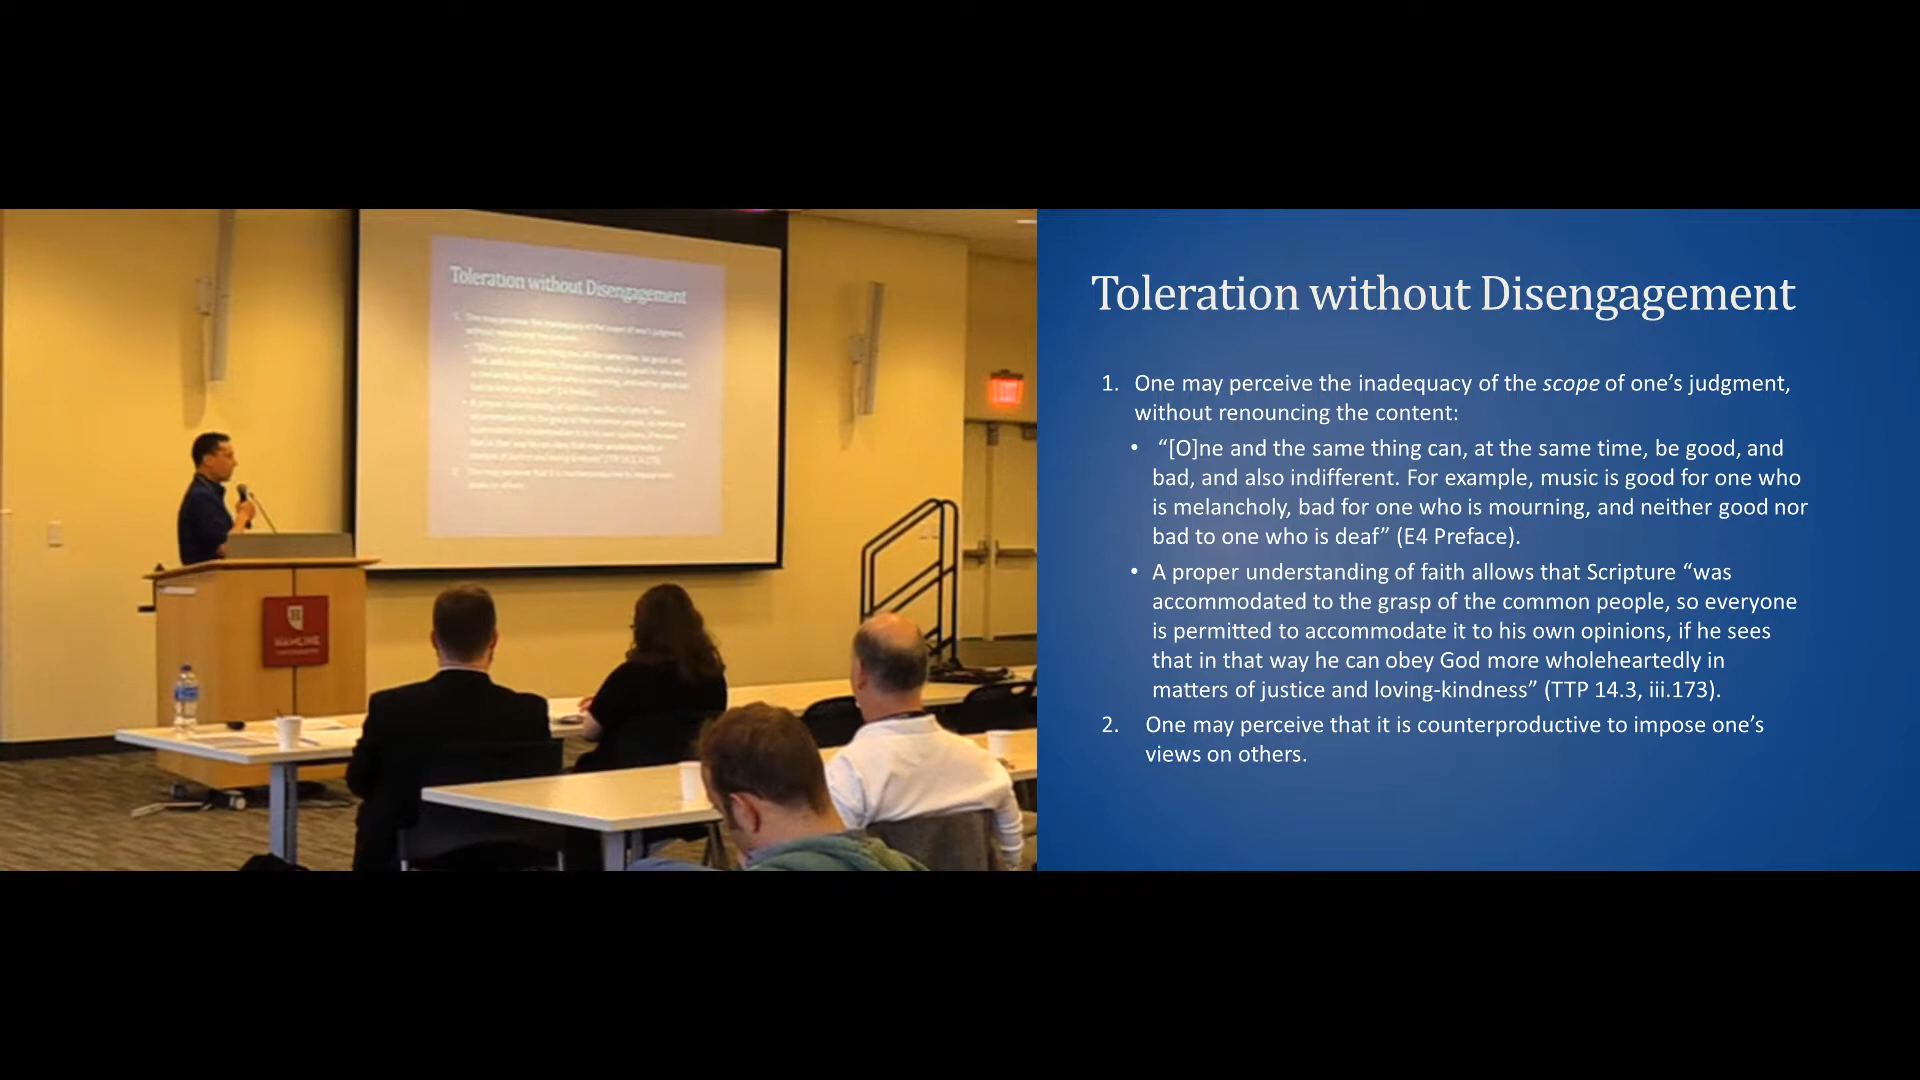 Toleration without Disengagement
HAMLINE
Toleration without Disengagement
1. One may perceive the inadequacy of the scope of one's judgment,
without renouncing the content:
• “[O]ne and the same thing can, at the same time, be good, and
bad, and also indifferent. For example, music is good for one who
is melancholy, bad for one who is mourning, and neither good nor
bad to one who is deaf” (E4 Preface).
• A proper understanding of faith allows that Scripture “was
accommodated to the grasp of the common people, so everyone
is permitted to accommodate it to his own opinions, if he sees
that in that way he can obey God more wholeheartedly in
matters of justice and loving-kindness” (TTP 14.3, iii.173).
2. One may perceive that it is counterproductive to impose one’s
views on others.